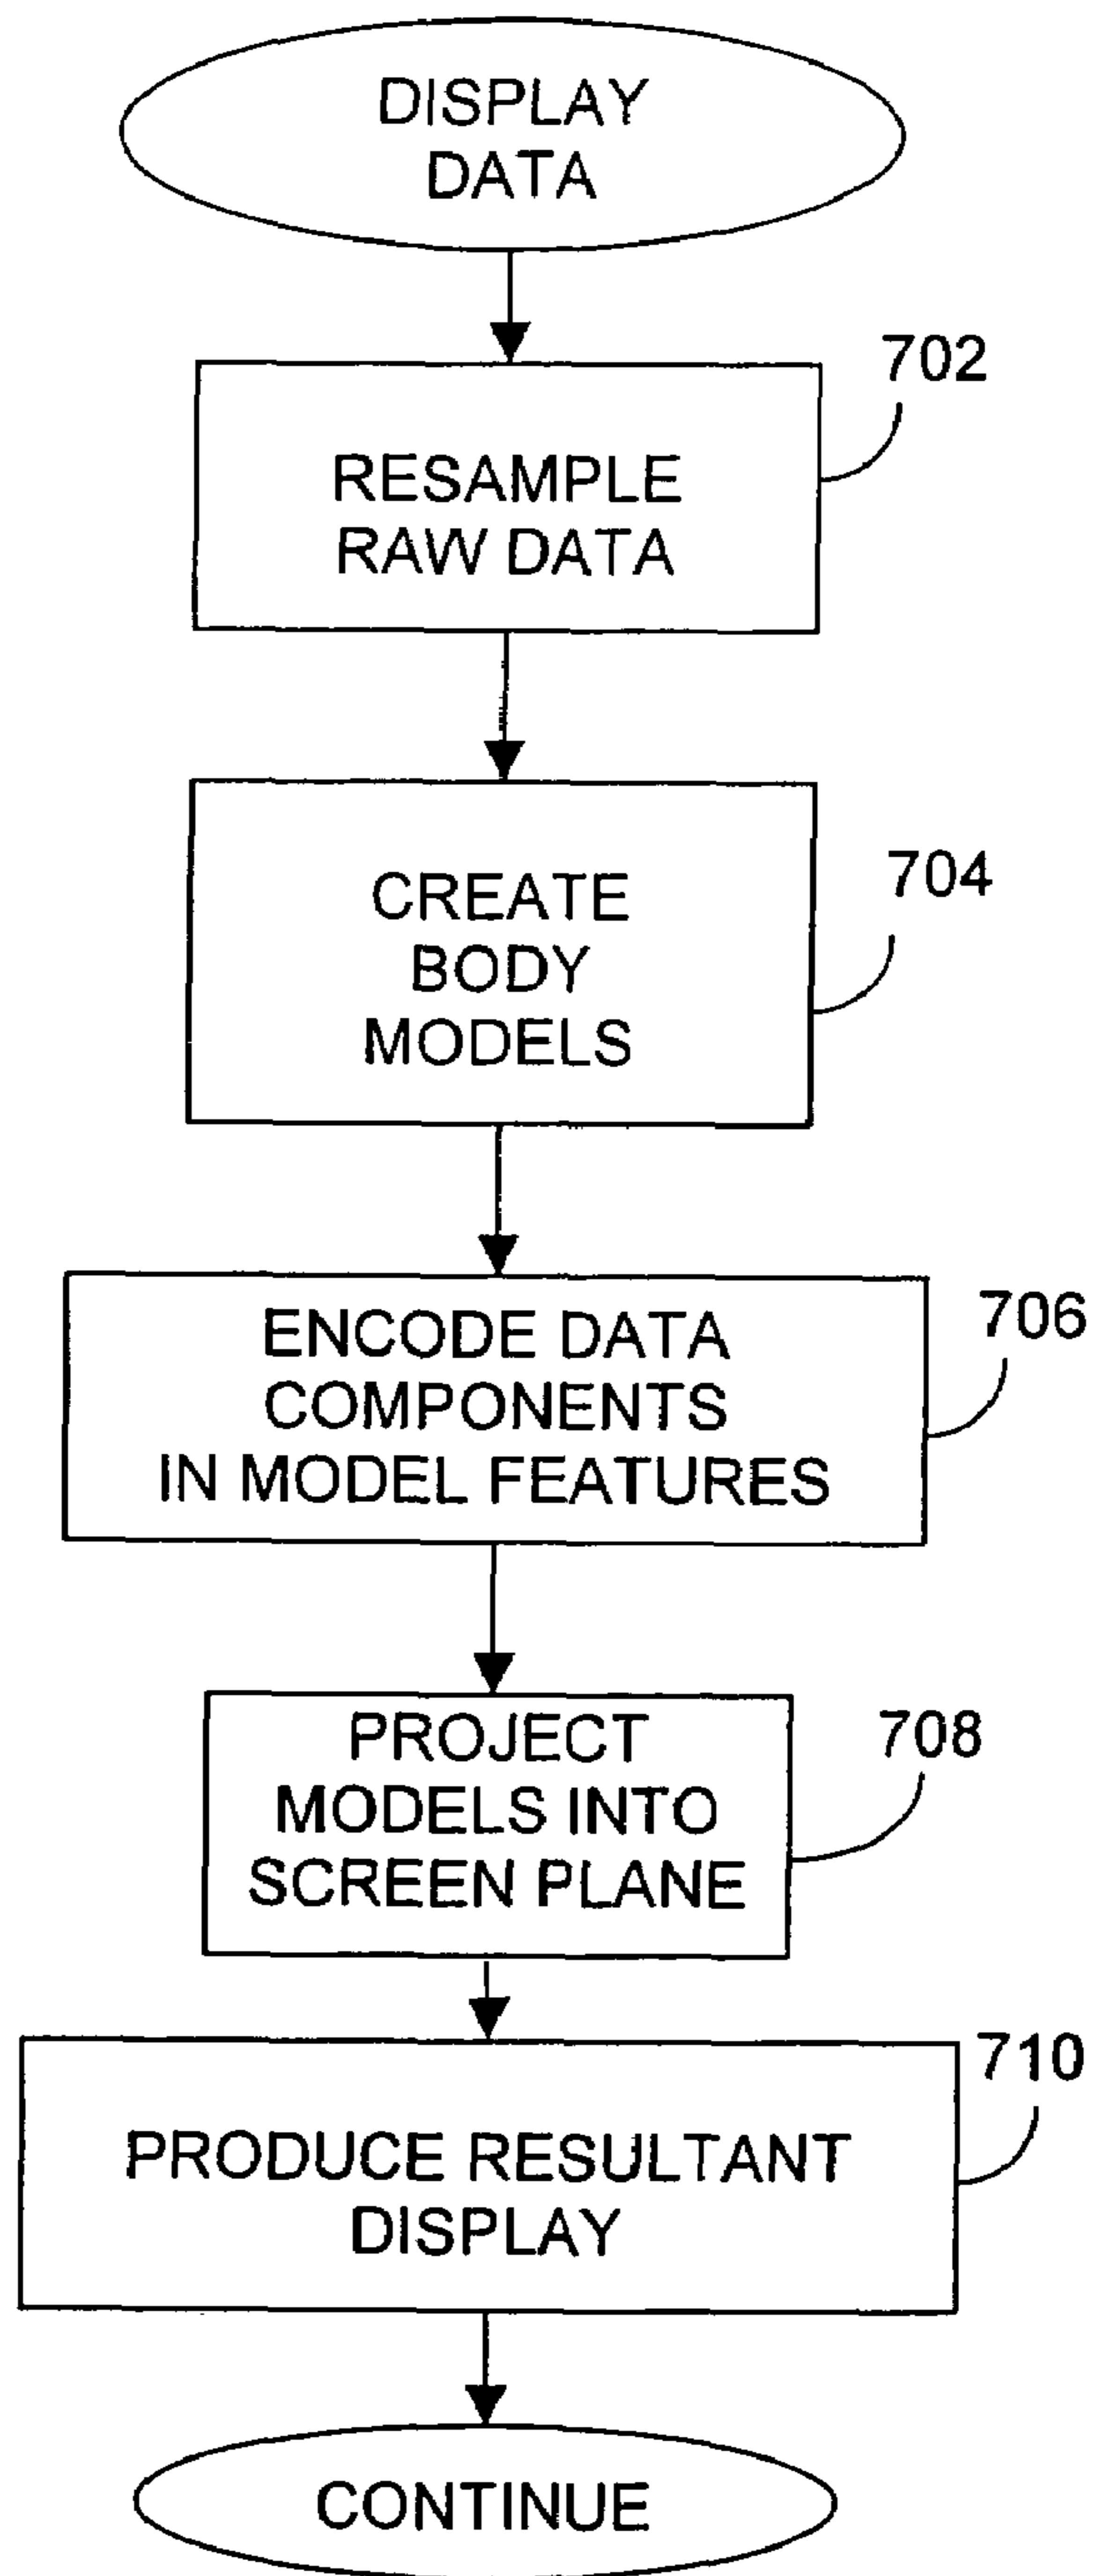 DISPLAY
DATA
702
RESAMPLE
RAW DATA
704
CREATE
BODY
MODELS
706
ENCODE DATA
COMPONENTS
IN MODEL FEATURES
708
PROJECT
MODELS INTO
SCREEN PLANE
710
PRODUCE RESULTANT
DISPLAY
CONTINUE